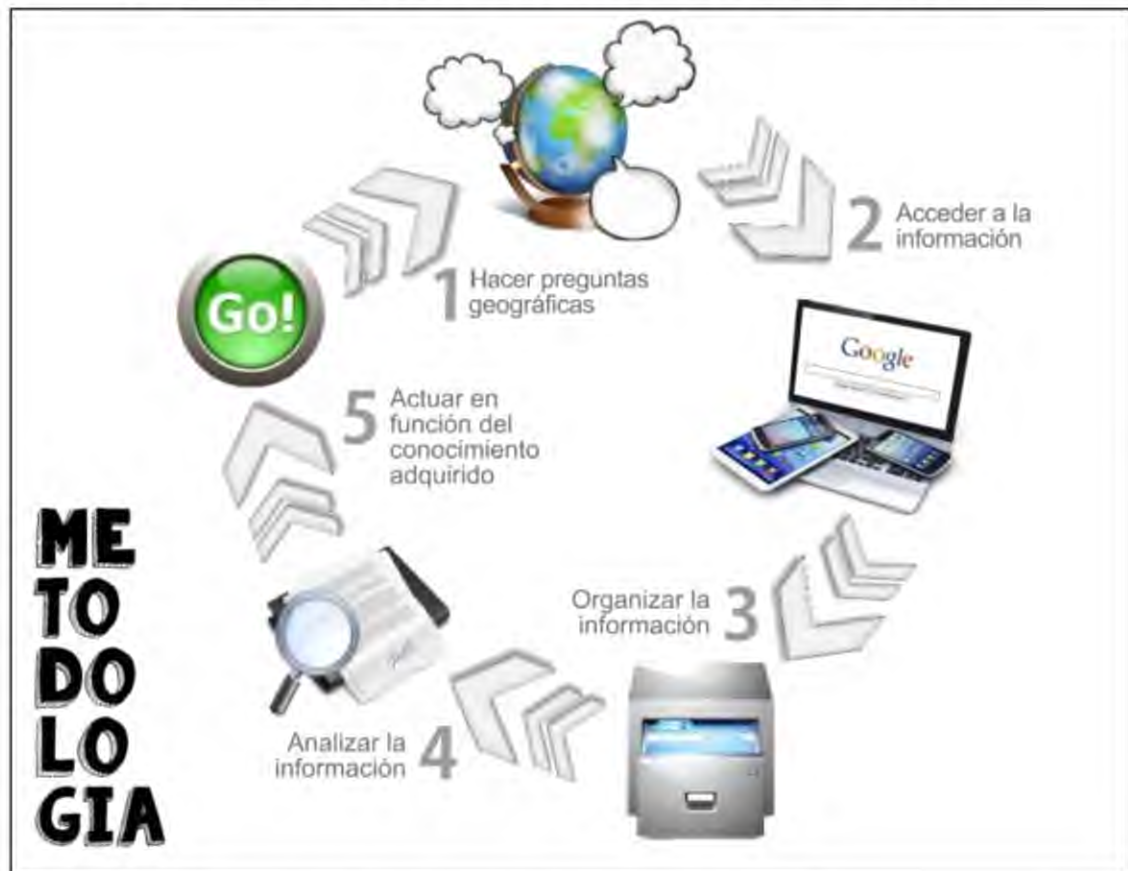 1 Hacer preguntas
geográficas
2 Acceder a la
información
Google
3 Organizar la
información
4 Analizar la
información
5 Actuar en
función del
conocimiento
adquirido
Go!
ME
TO
DO
LO
GIA